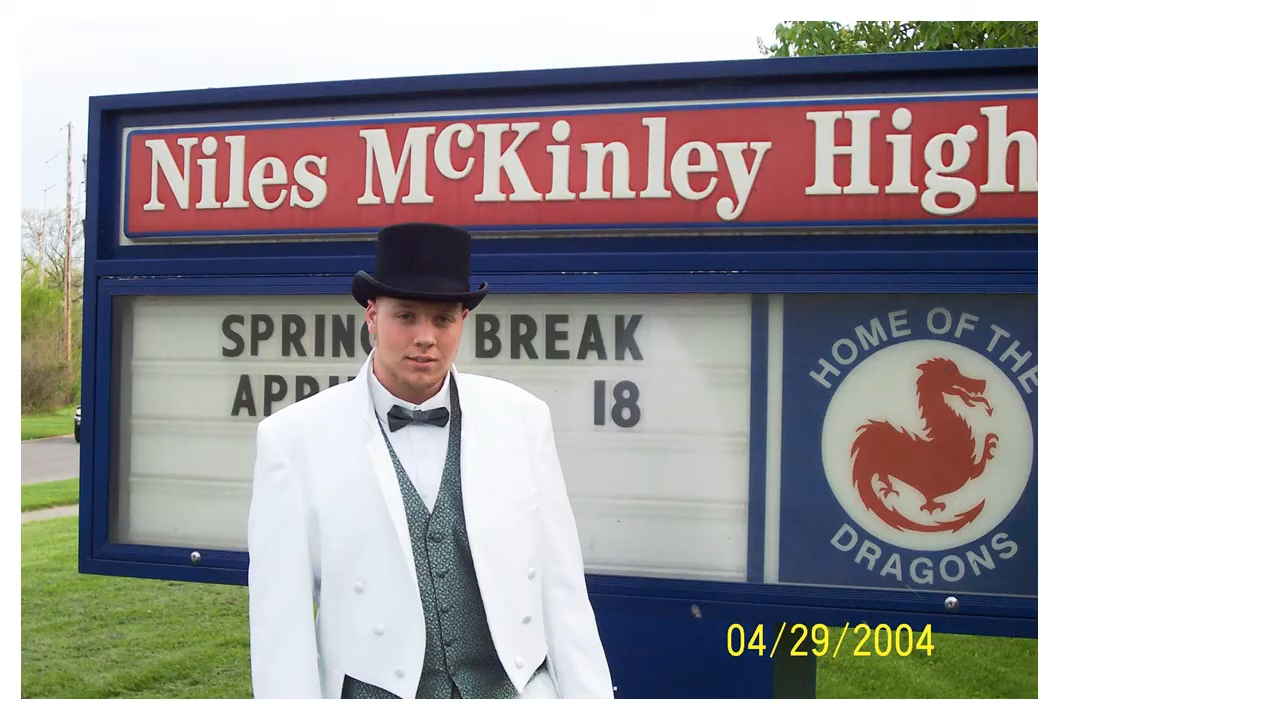 Niles McKinley High
SPRING BREAK
18
HOME OF THE
DRAGONS
04/29/2004